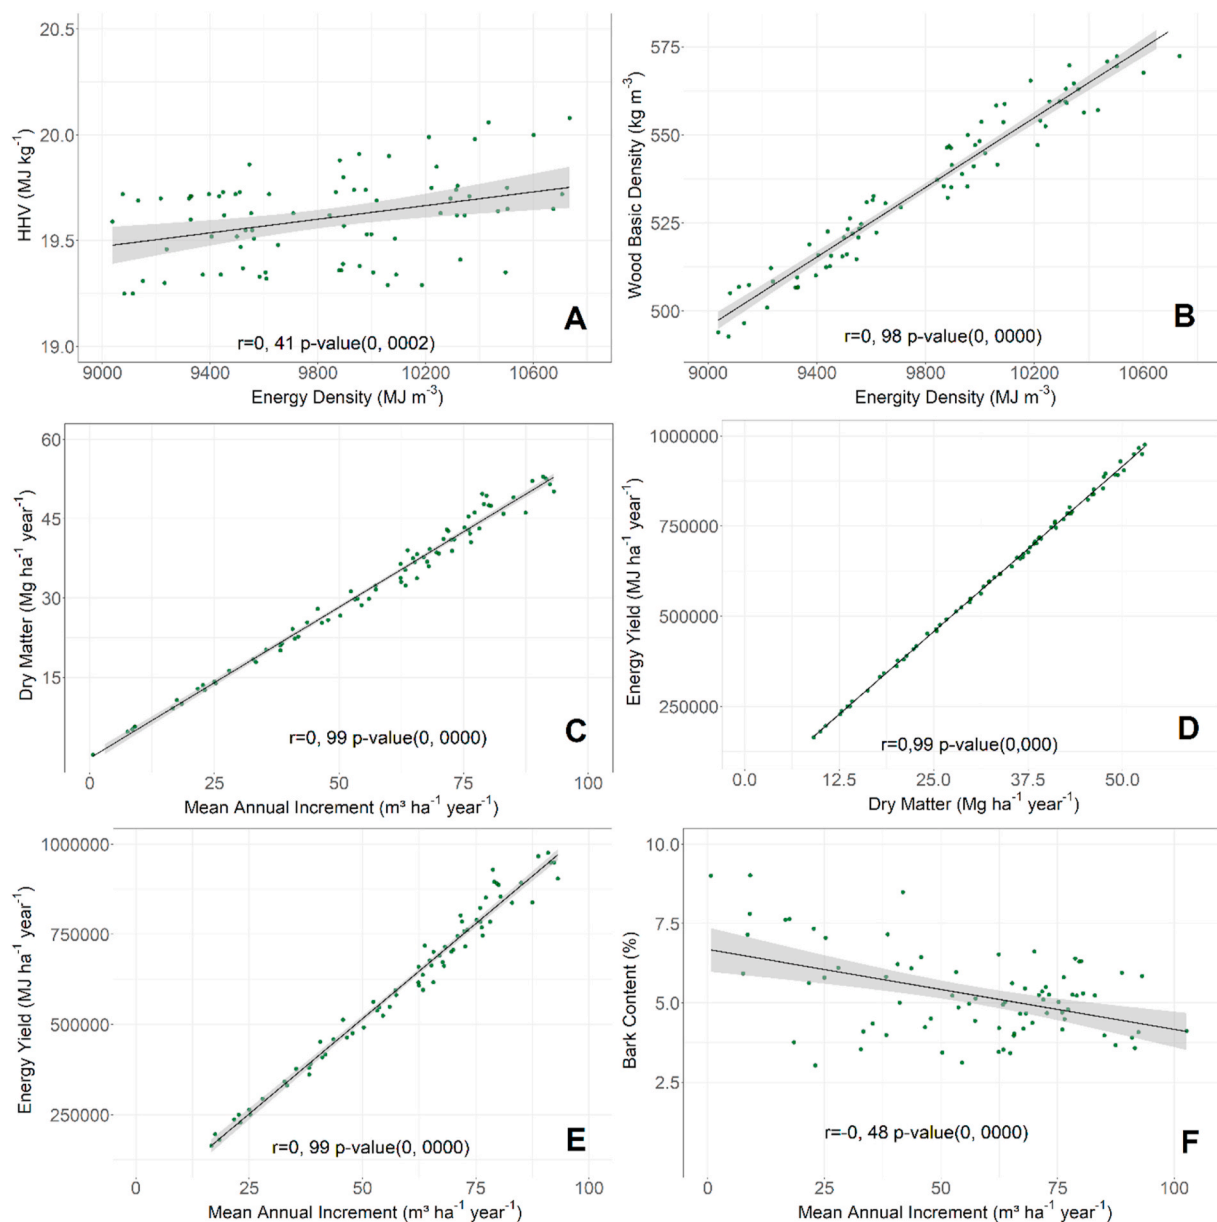 20.5
20.0
19.5
19.0
HHV (MJ kg⁻¹)
A
r=0, 41 p-value(0, 0002)
9000 9400 9800 10200 10600
Energy Density (MJ m⁻³)
575
550
525
500
Wood Basic Density (kg m⁻³)
B
r=0, 98 p-value(0, 0000)
9000 9400 9800 10200 10600
Energity Density (MJ m⁻³)
60
45
30
15
Dry Matter (Mg ha⁻¹ year⁻¹)
C
r=0, 99 p-value(0, 0000)
0 25 50 75 100
Mean Annual Increment (m³ ha⁻¹ year⁻¹)
1000000
750000
500000
250000
Energy Yield (MJ ha⁻¹ year⁻¹)
D
r=0,99 p-value(0,000)
0.0 12.5 25.0 37.5 50.0
Dry Matter (Mg ha⁻¹ year⁻¹)
1000000
750000
500000
250000
Energy Yield (MJ ha⁻¹ year⁻¹)
E
r=0, 99 p-value(0, 0000)
0 25 50 75 100
Mean Annual Increment (m³ ha⁻¹ year⁻¹)
10.0
7.5
5.0
2.5
Bark Content (%)
F
r=-0, 48 p-value(0, 0000)
0 25 50 75 100
Mean Annual Increment (m³ ha⁻¹ year⁻¹)